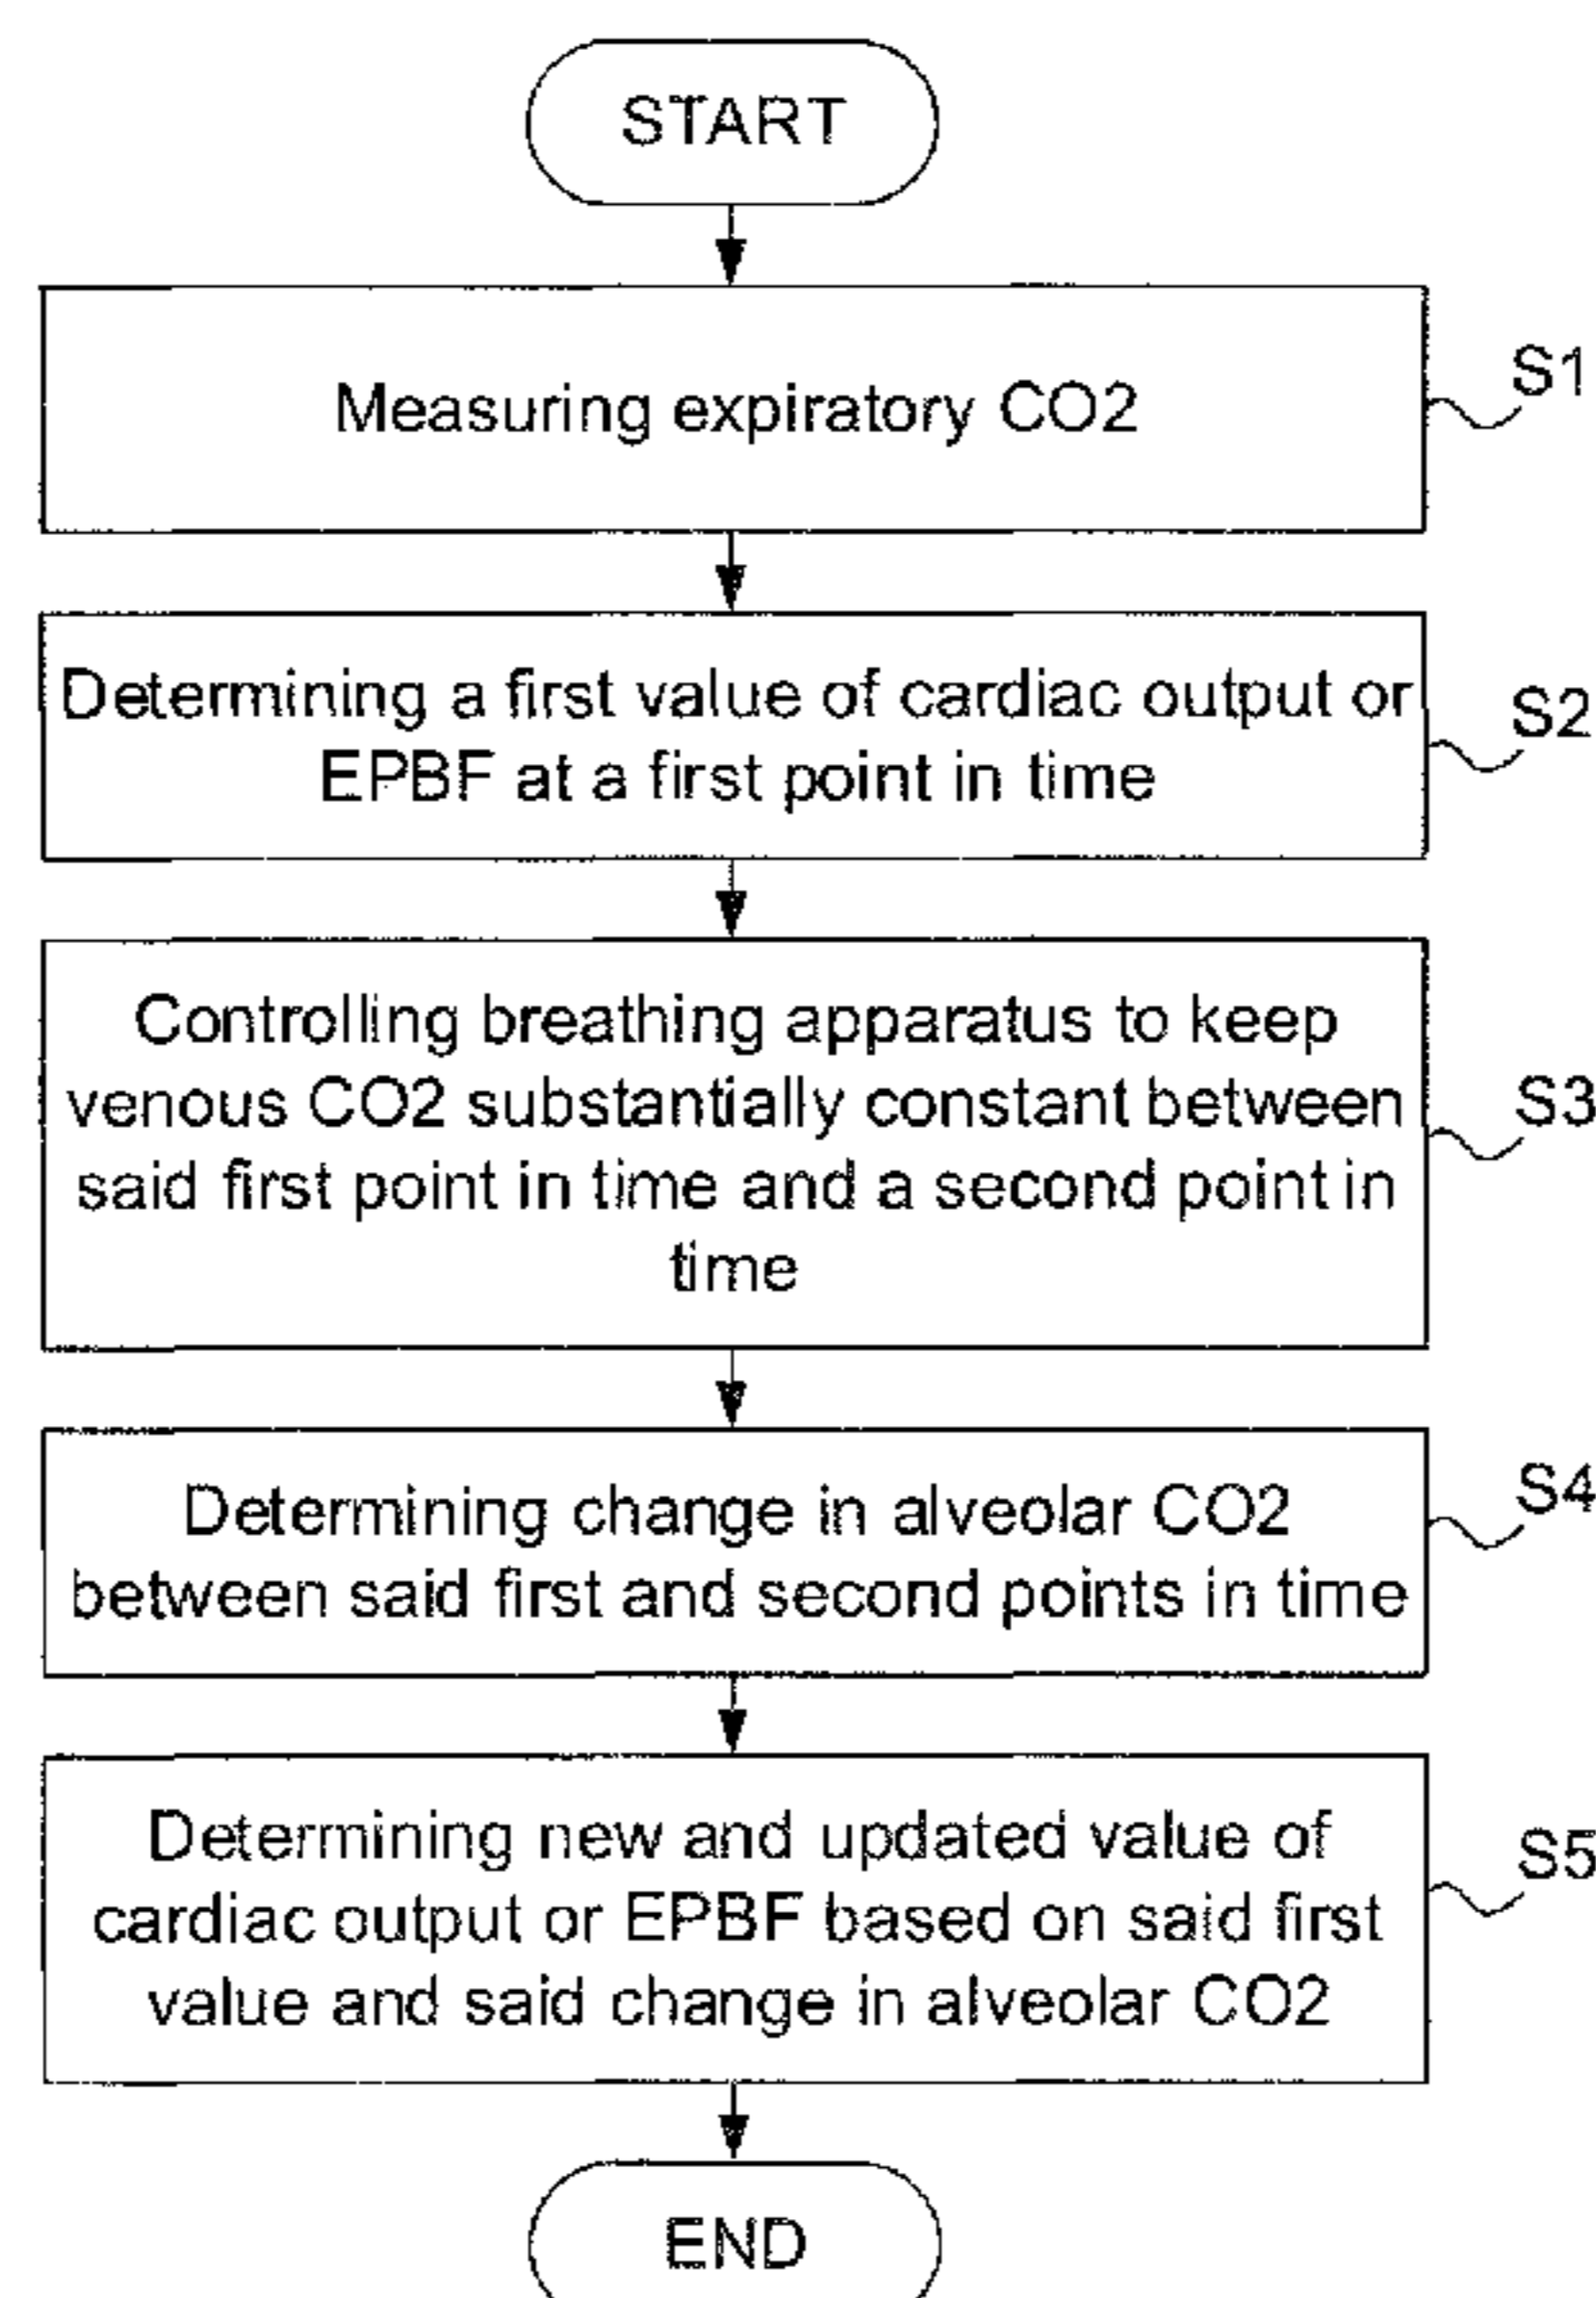 START
Measuring expiratory CO2
S1
Determining a first value of cardiac output or
EPBF at a first point in time
S2
Controlling breathing apparatus to keep
venous CO2 substantially constant between
said first point in time and a second point in
time
S3
Determining change in alveolar CO2
between said first and second points in time
S4
Determining new and updated value of
cardiac output or EPBF based on said first
value and said change in alveolar CO2
S5
END